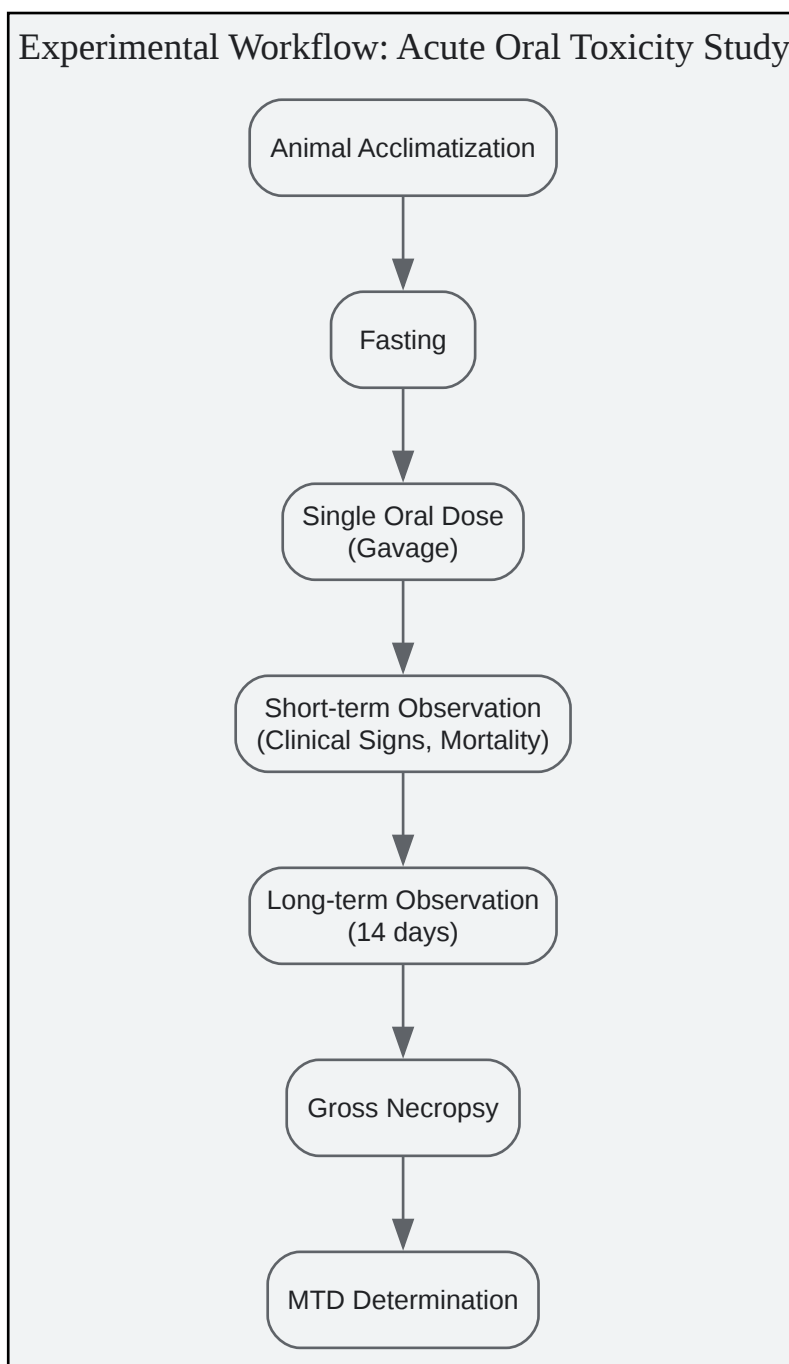 Experimental Workflow: Acute Oral Toxicity Study
Animal Acclimatization
Fasting
Single Oral Dose
(Gavage)
Short-term Observation
(Clinical Signs, Mortality)
Long-term Observation
(14 days)
Gross Necropsy
MTD Determination